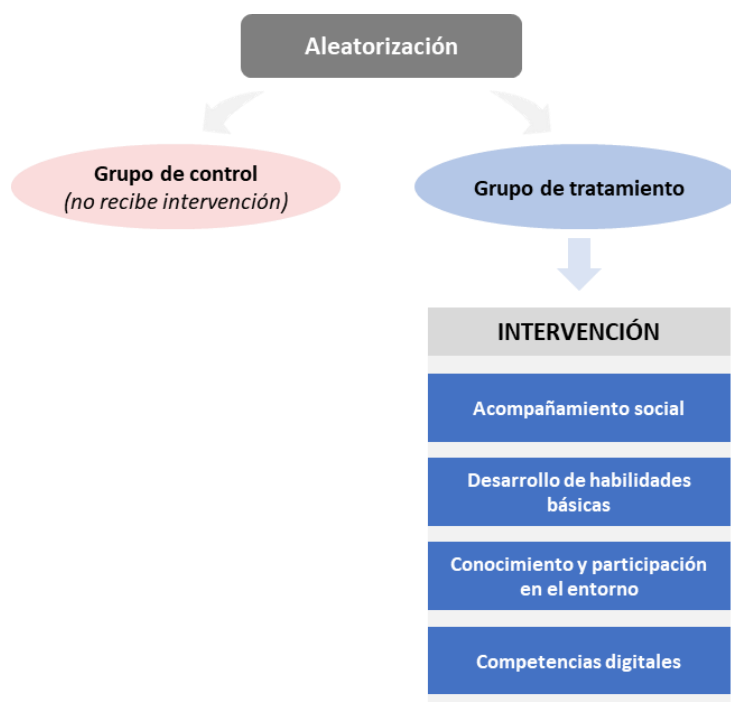 Aleatorización
Grupo de control
(no recibe intervención)
Grupo de tratamiento
INTERVENCIÓN
Acompañamiento social
Desarrollo de habilidades
básicas
Conocimiento y participación
en el entorno
Competencias digitales